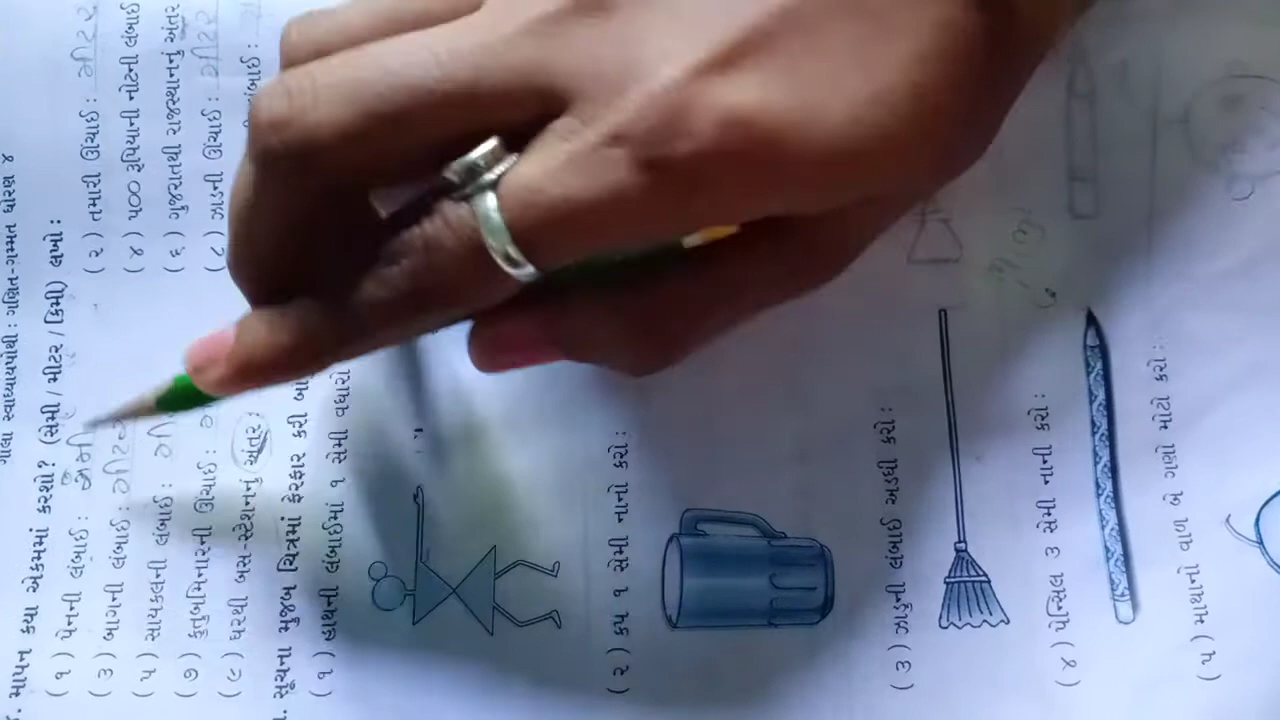 ગાલા સ્વાધ્યાયપોથી : ગણિત-ગમ્મત ધોરણ ૪
માપન કયા એકમમાં કરશો? (સેમી / મીટર / કિમી) લખો :
(૧) પેનની લંબાઈ : સેમી
(૨) તમારી ઊંચાઈ : મીટર
(૩) બાગની લંબાઈ : મીટર
(૪) ૫૦૦ રૂપિયાની નોટની લંબાઈ
(૫) સાયકલની લંબાઈ :
(૬) ગુજરાતથી રાજસ્થાનનું અંતર
(૭) કુતુબમિનારની ઊંચાઈ :
(૮) ઝાડની ઊંચાઈ : મીટર
(૯) ઘરથી બસ-સ્ટેશનનું અંતર :
લંબાઈ :
સૂચના મુજબ ચિત્રમાં ફેરફાર કરી
(૧) હાથની લંબાઈમાં ૧ સેમી વધારો
(૨) કપ ૧ સેમી નાનો કરો :
(૩) ઝાડુની લંબાઈ અડધી કરો :
(૪) પેન્સિલ ૩ સેમી નાની કરો :
(૫) માથાનો વાળ બે ગણો મોટો કરો :